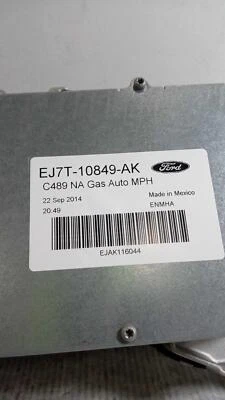 EJ7T-10849-AK
Ford
C489 NA Gas Auto MPH
22 Sep 2014
Made in Mexico
20:49
ENMHA
EJAK116044